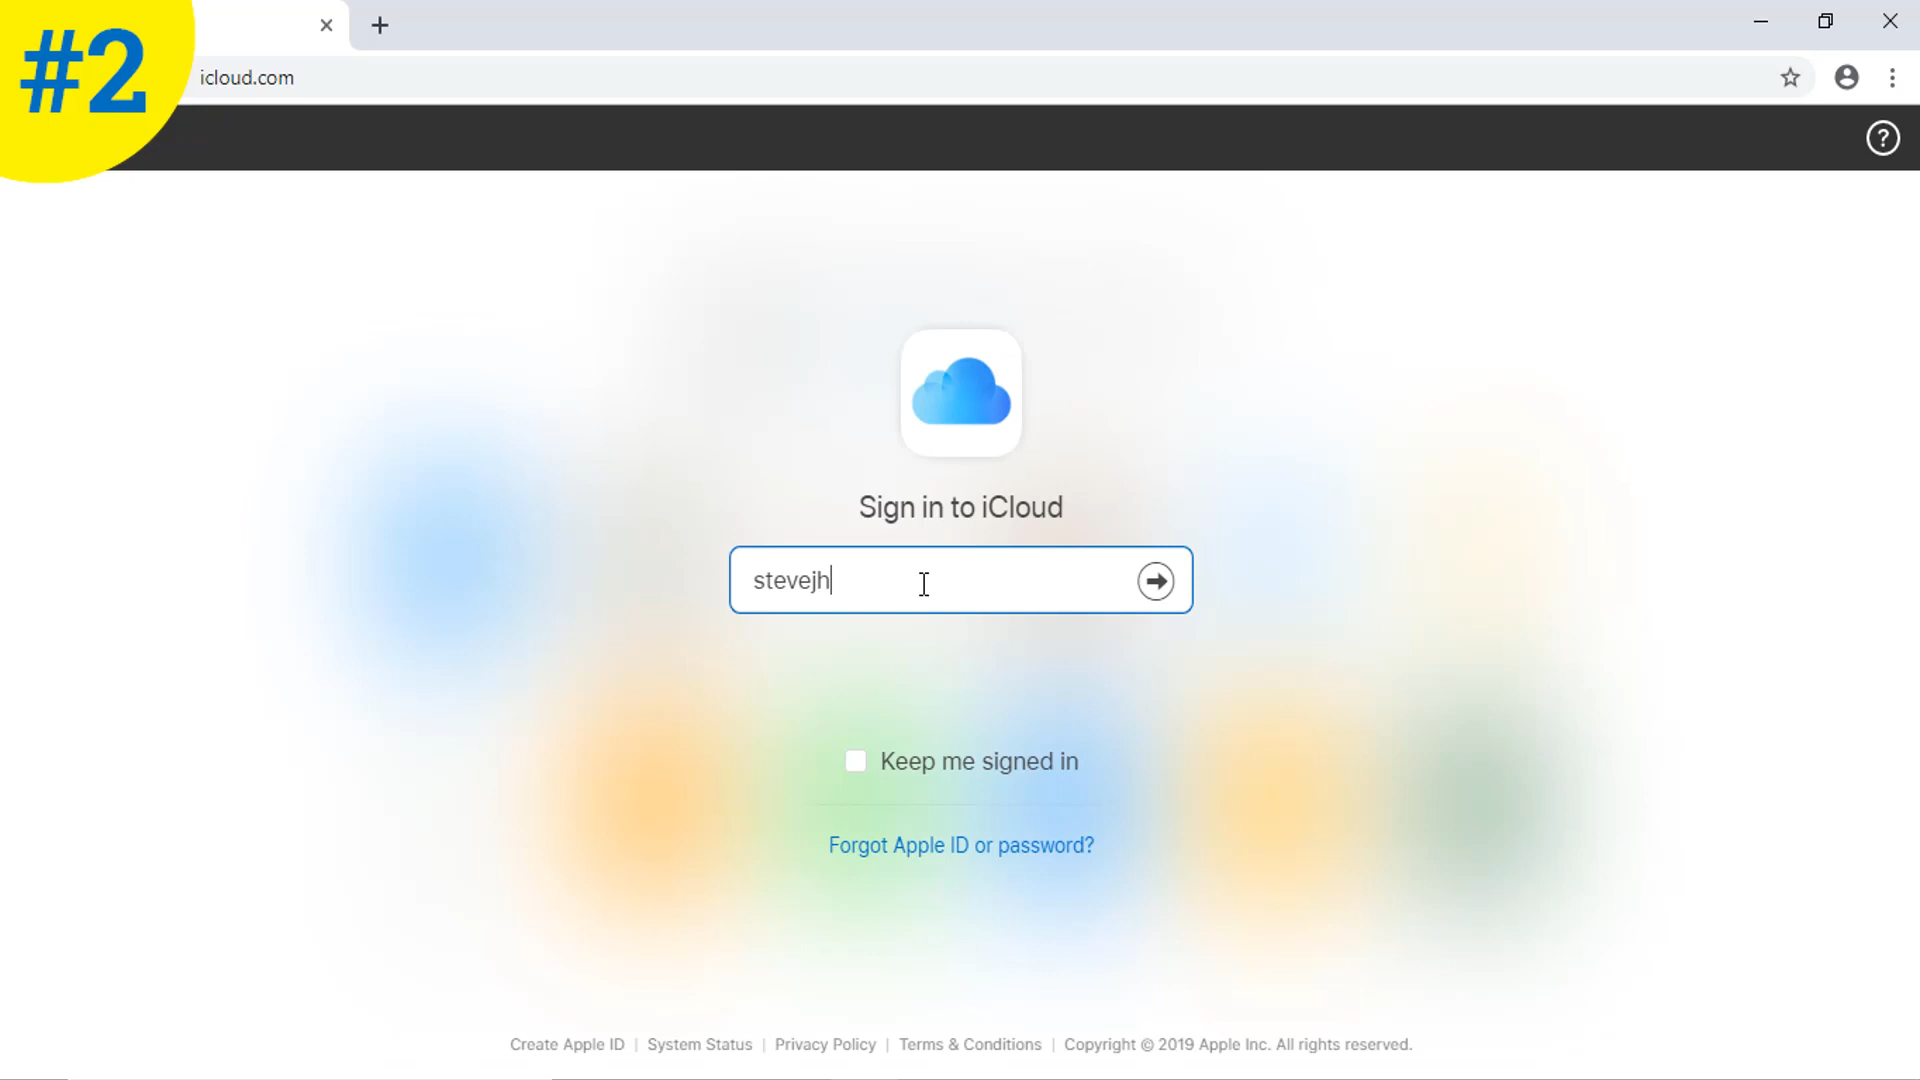 #2
icloud.com
Sign in to iCloud
stevejh
Keep me signed in
Forgot Apple ID or password?
Create Apple ID | System Status | Privacy Policy | Terms & Conditions | Copyright © 2019 Apple Inc. All rights reserved.